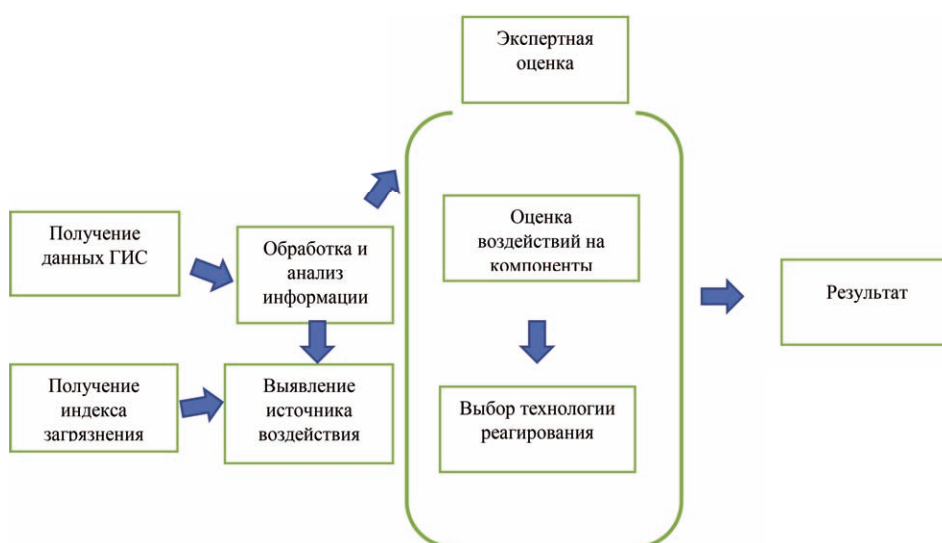 Экспертная
оценка
Получение
данных ГИС
Обработка и
анализ
информации
Оценка
воздействий на
компоненты
Результат
Получение
индекса
загрязнения
Выявление
источника
воздействия
Выбор технологии
реагирования